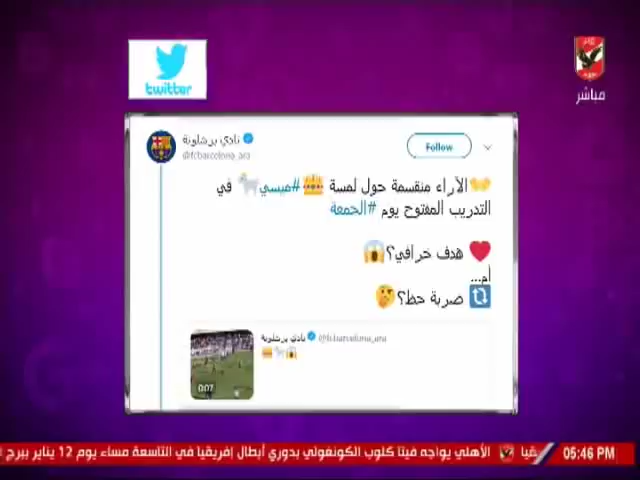 twitter
مباشر
نادي برشلونة
@fcbarcelona_ara
Follow
الآراء منقسمة حول لمسة #ميسي في
التدريب المفتوح يوم #الجمعة
هدف خرافي؟
أم...
ضربة حظ؟
نادي برشلونة @fcbarcelona_ara
0:07
يقيا الأهلي يواجه فيتا كلوب الكونغولي بدوري أبطال إفريقيا في التاسعة مساء يوم 12 يناير ببرج
05:46 PM